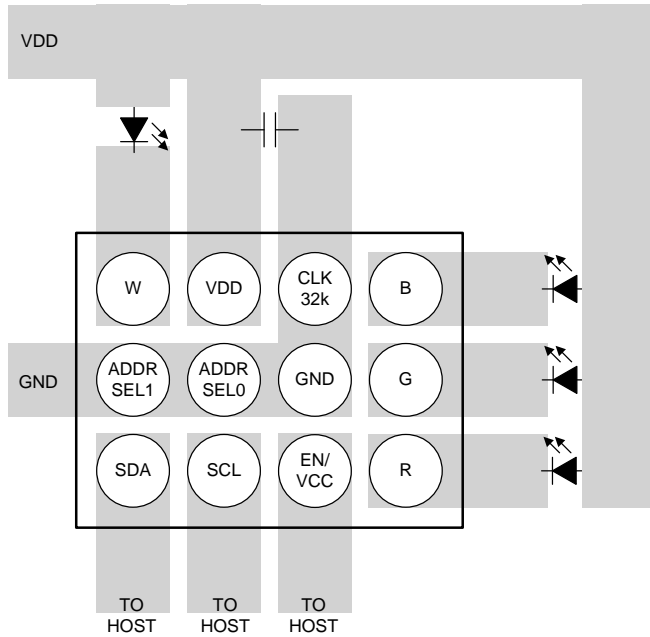 VDD
W
VDD
CLK
32k
B
GND
ADDR
SEL1
ADDR
SEL0
GND
G
SDA
SCL
EN/
VCC
R
TO
HOST
TO
HOST
TO
HOST